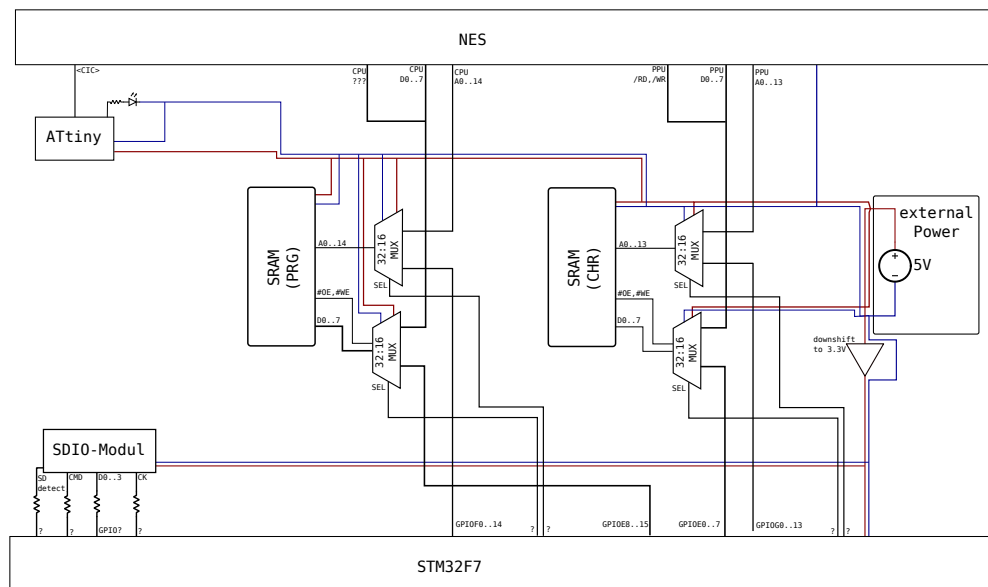 NES
<CIC>
CPU
???
CPU
D0..7
CPU
A0..14
PPU
/RD,/WR
PPU
D0..7
PPU
A0..13
ATtiny
SRAM
(PRG)
A0..14
#OE,#WE
D0..7
32:16
MUX
SEL
32:16
MUX
SEL
SRAM
(CHR)
A0..13
#OE,#WE
D0..7
32:16
MUX
SEL
32:16
MUX
SEL
external
Power
+
5V
−
downshift
to 3.3V
SDIO-Modul
SD
detect
CMD
D0..3
CK
?
?
GPIO?
?
GPIOF0..14
?
?
GPIOE8..15
GPIOE0..7
GPIOG0..13
?
?
STM32F7